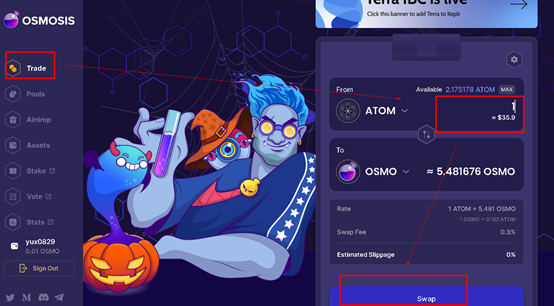 OSMOSIS
Trade
Pools
Airdrop
Assets
Stake
Vote
Stats
yux0829
0.01 OSMO
Sign Out
Terra IBC is live
Click this banner to add Terra to Keplr
From
Available 2.175178 ATOM MAX
ATOM
1
≈ $35.9
To
OSMO
≈ 5.481676 OSMO
Rate
1 ATOM ≈ 5.481 OSMO
1 OSMO ≈ 0.182 ATOM
Swap Fee
0.3%
Estimated Slippage
0%
Swap